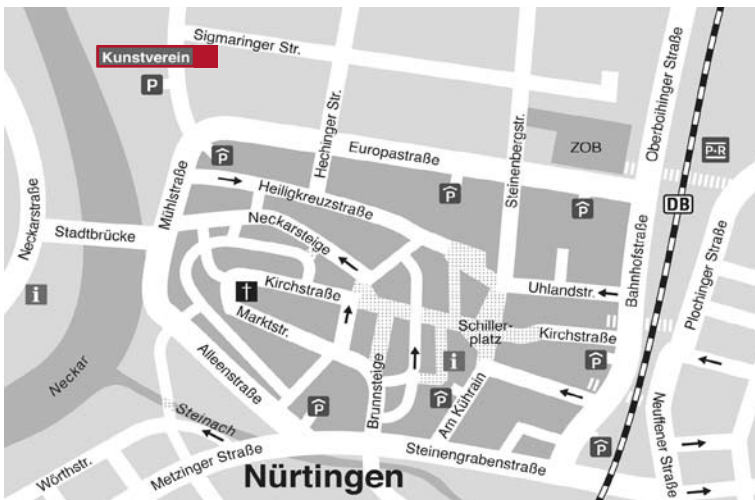 Sigmaringer Str.
Kunstverein
P
Hechinger Str.
Steinenbergstr.
Oberboihinger Straße
ZOB
P+R
Europastraße
P
P
P
Mühlstraße
Heiligkreuzstraße
DB
Neckarstraße
Stadtbrücke
Neckarsteige
Bahnhofstraße
i
Kirchstraße
Uhlandstr.
Plochinger Straße
Marktstr.
Schiller-
platz
Kirchstraße
i
P
Neckar
Alleenstraße
Brunnsteige
Am Kührain
P
P
Steinach
Neuffener Straße
P
Wörthstr.
Metzinger Straße
Steinengrabenstraße
Nürtingen